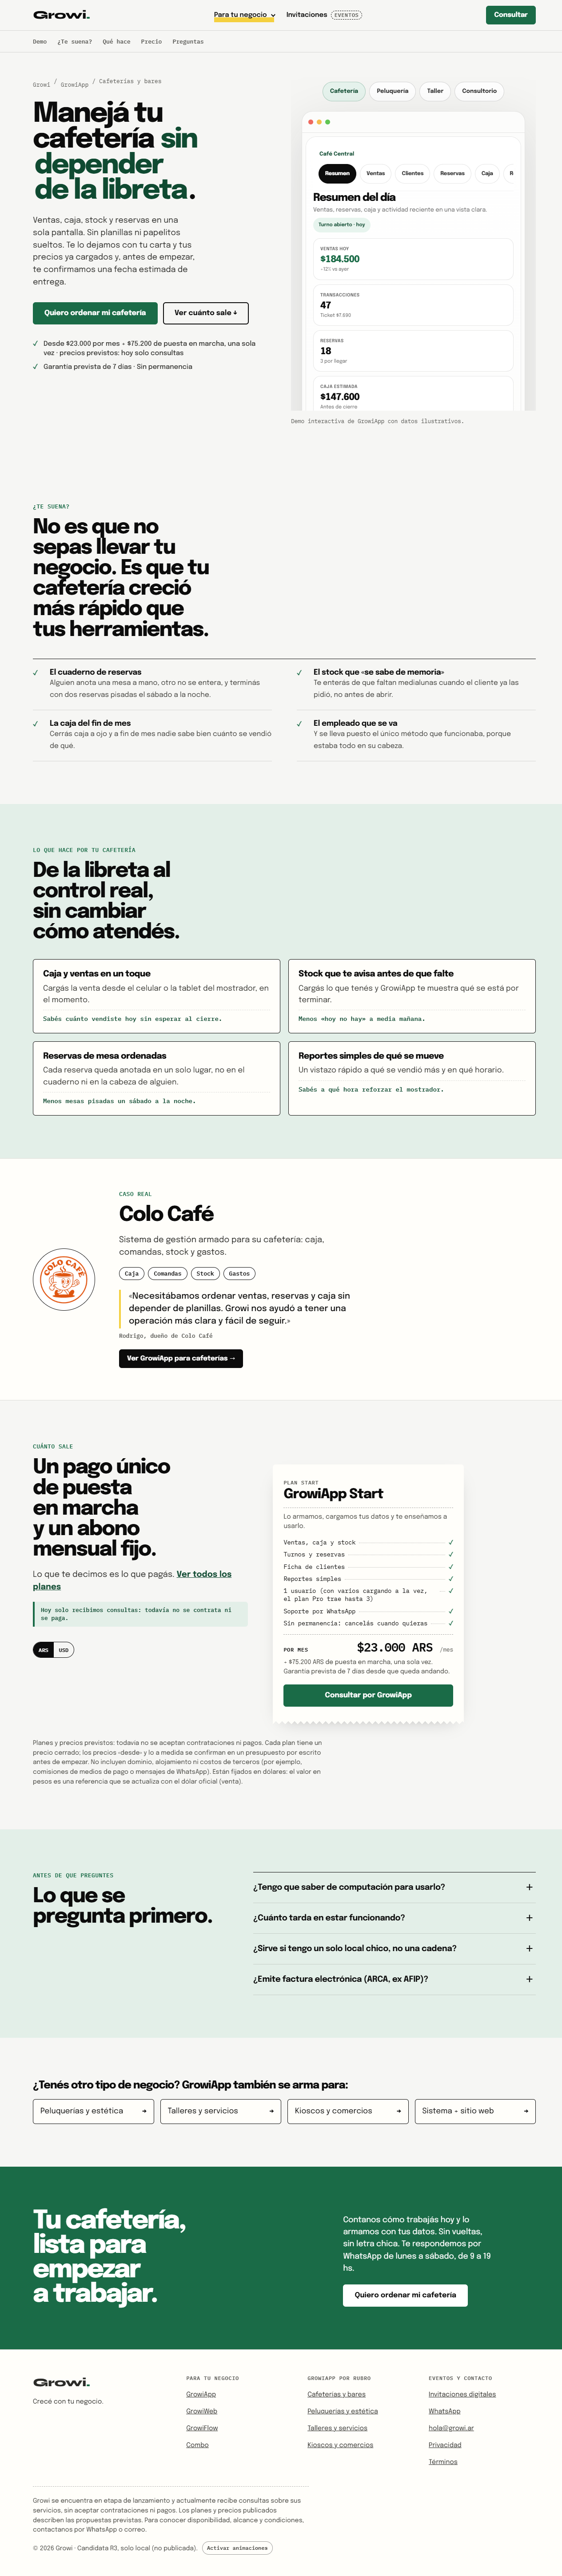 Growi.
Para tu negocio
Invitaciones EVENTOS
Consultar
Demo ¿Te suena? Qué hace Precio Preguntas
Growi / GrowiApp / Cafeterías y bares
Manejá tu
cafetería sin
depender
de la libreta.
Ventas, caja, stock y reservas en una
sola pantalla. Sin planillas ni papelitos
sueltos. Te lo dejamos con tu carta y tus
precios ya cargados y, antes de empezar,
te confirmamos una fecha estimada de
entrega.
Quiero ordenar mi cafetería
Ver cuánto sale ↓
✓ Desde $23.000 por mes + $75.200 de puesta en marcha, una sola
vez · precios previstos: hoy solo consultas
✓ Garantía prevista de 7 días · Sin permanencia
Cafetería Peluquería Taller Consultorio
Café Central
Resumen Ventas Clientes Reservas Caja R
Resumen del día
Ventas, reservas, caja y actividad reciente en una vista clara.
Turno abierto · hoy
VENTAS HOY
$184.500
+12% vs ayer
TRANSACCIONES
47
Ticket $7.690
RESERVAS
18
3 por llegar
CAJA ESTIMADA
$147.600
Antes de cierre
Demo interactiva de GrowiApp con datos ilustrativos.
¿TE SUENA?
No es que no
sepas llevar tu
negocio. Es que tu
cafetería creció
más rápido que
tus herramientas.
✓ El cuaderno de reservas
Alguien anota una mesa a mano, otro no se entera, y terminás
con dos reservas pisadas el sábado a la noche.
✓ El stock que «se sabe de memoria»
Te enterás de que faltan medialunas cuando el cliente ya las
pidió, no antes de abrir.
✓ La caja del fin de mes
Cerrás caja a ojo y a fin de mes nadie sabe bien cuánto se vendió
de qué.
✓ El empleado que se va
Y se lleva puesto el único método que funcionaba, porque
estaba todo en su cabeza.
LO QUE HACE POR TU CAFETERÍA
De la libreta al
control real,
sin cambiar
cómo atendés.
Caja y ventas en un toque
Cargás la venta desde el celular o la tablet del mostrador, en
el momento.
Sabés cuánto vendiste hoy sin esperar al cierre.
Stock que te avisa antes de que falte
Cargás lo que tenés y GrowiApp te muestra qué se está por
terminar.
Menos «hoy no hay» a media mañana.
Reservas de mesa ordenadas
Cada reserva queda anotada en un solo lugar, no en el
cuaderno ni en la cabeza de alguien.
Menos mesas pisadas un sábado a la noche.
Reportes simples de qué se mueve
Un vistazo rápido a qué se vendió más y en qué horario.
Sabés a qué hora reforzar el mostrador.
COLO CAFE
CASO REAL
Colo Café
Sistema de gestión armado para su cafetería: caja,
comandas, stock y gastos.
Caja Comandas Stock Gastos
«Necesitábamos ordenar ventas, reservas y caja sin
depender de planillas. Growi nos ayudó a tener una
operación más clara y fácil de seguir.»
Rodrigo, dueño de Colo Café
Ver GrowiApp para cafeterías →
CUÁNTO SALE
Un pago único
de puesta
en marcha
y un abono
mensual fijo.
Lo que te decimos es lo que pagás. Ver todos los
planes
Hoy solo recibimos consultas: todavía no se contrata ni
se paga.
ARS USD
PLAN START
GrowiApp Start
Lo armamos, cargamos tus datos y te enseñamos a
usarlo.
Ventas, caja y stock ✓
Turnos y reservas ✓
Ficha de clientes ✓
Reportes simples ✓
1 usuario (con varios cargando a la vez,
el plan Pro trae hasta 3) ✓
Soporte por WhatsApp ✓
Sin permanencia: cancelás cuando quieras ✓
POR MES $23.000 ARS /mes
+ $75.200 ARS de puesta en marcha, una sola vez.
Garantía prevista de 7 días desde que queda andando.
Consultar por GrowiApp
Planes y precios previstos; todavía no se aceptan contrataciones ni pagos. Cada plan tiene un
precio cerrado; los precios «desde» y lo a medida se confirman en un presupuesto por escrito
antes de empezar. No incluyen dominio, alojamiento ni costos de terceros (por ejemplo,
comisiones de medios de pago o mensajes de WhatsApp). Están fijados en dólares: el valor en
pesos es una referencia que se actualiza con el dólar oficial (venta).
ANTES DE QUE PREGUNTES
Lo que se
pregunta primero.
¿Tengo que saber de computación para usarlo? +
¿Cuánto tarda en estar funcionando? +
¿Sirve si tengo un solo local chico, no una cadena? +
¿Emite factura electrónica (ARCA, ex AFIP)? +
¿Tenés otro tipo de negocio? GrowiApp también se arma para:
Peluquerías y estética →
Talleres y servicios →
Kioscos y comercios →
Sistema + sitio web →
Tu cafetería,
lista para
empezar
a trabajar.
Contanos cómo trabajás hoy y lo
armamos con tus datos. Sin vueltas,
sin letra chica. Te respondemos por
WhatsApp de lunes a sábado, de 9 a 19
hs.
Quiero ordenar mi cafetería
Growi.
Crecé con tu negocio.
PARA TU NEGOCIO
GrowiApp
GrowiWeb
GrowiFlow
Combo
GROWIAPP POR RUBRO
Cafeterías y bares
Peluquerías y estética
Talleres y servicios
Kioscos y comercios
EVENTOS Y CONTACTO
Invitaciones digitales
WhatsApp
hola@growi.ar
Privacidad
Términos
Growi se encuentra en etapa de lanzamiento y actualmente recibe consultas sobre sus
servicios, sin aceptar contrataciones ni pagos. Los planes y precios publicados
describen las propuestas previstas. Para conocer disponibilidad, alcance y condiciones,
contactanos por WhatsApp o correo.
© 2026 Growi · Candidata R3, solo local (no publicada). Activar animaciones